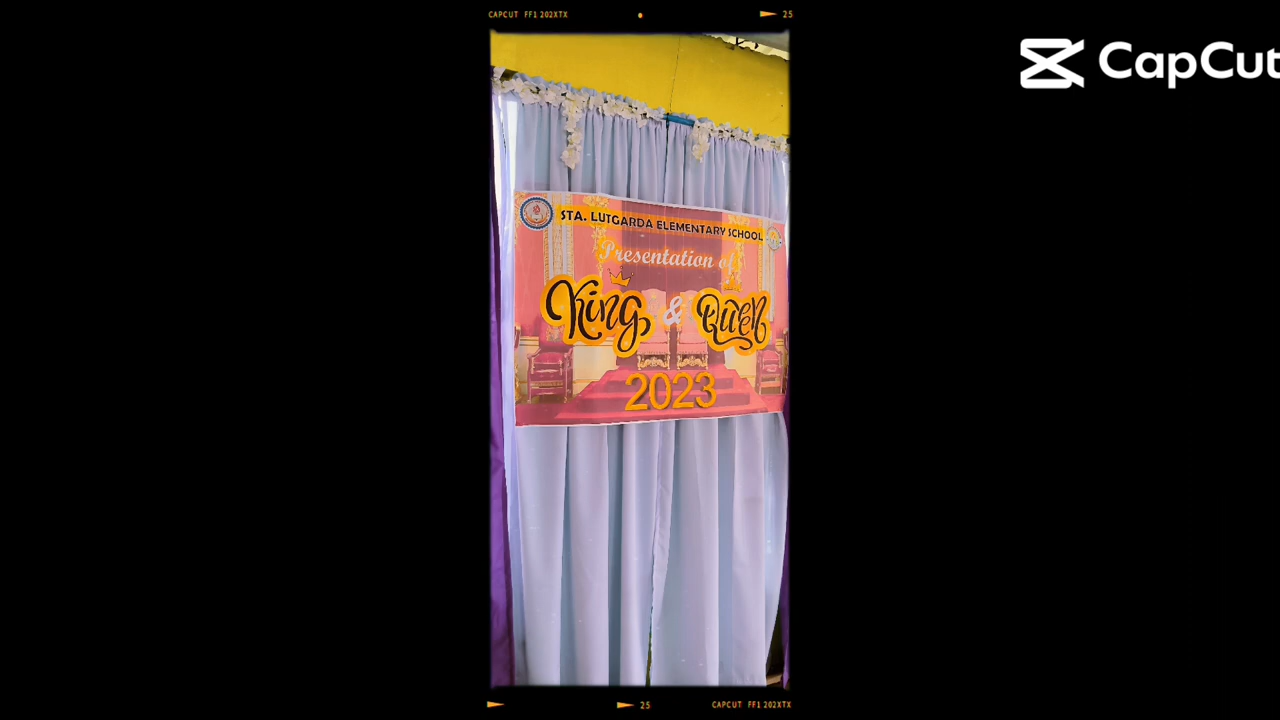 CAPCUT FF1 202XTX
25
CapCut
STA. LUTGARDA ELEMENTARY SCHOOL
Presentation of
King & Queen
2023
25
CAPCUT FF1 202XTX